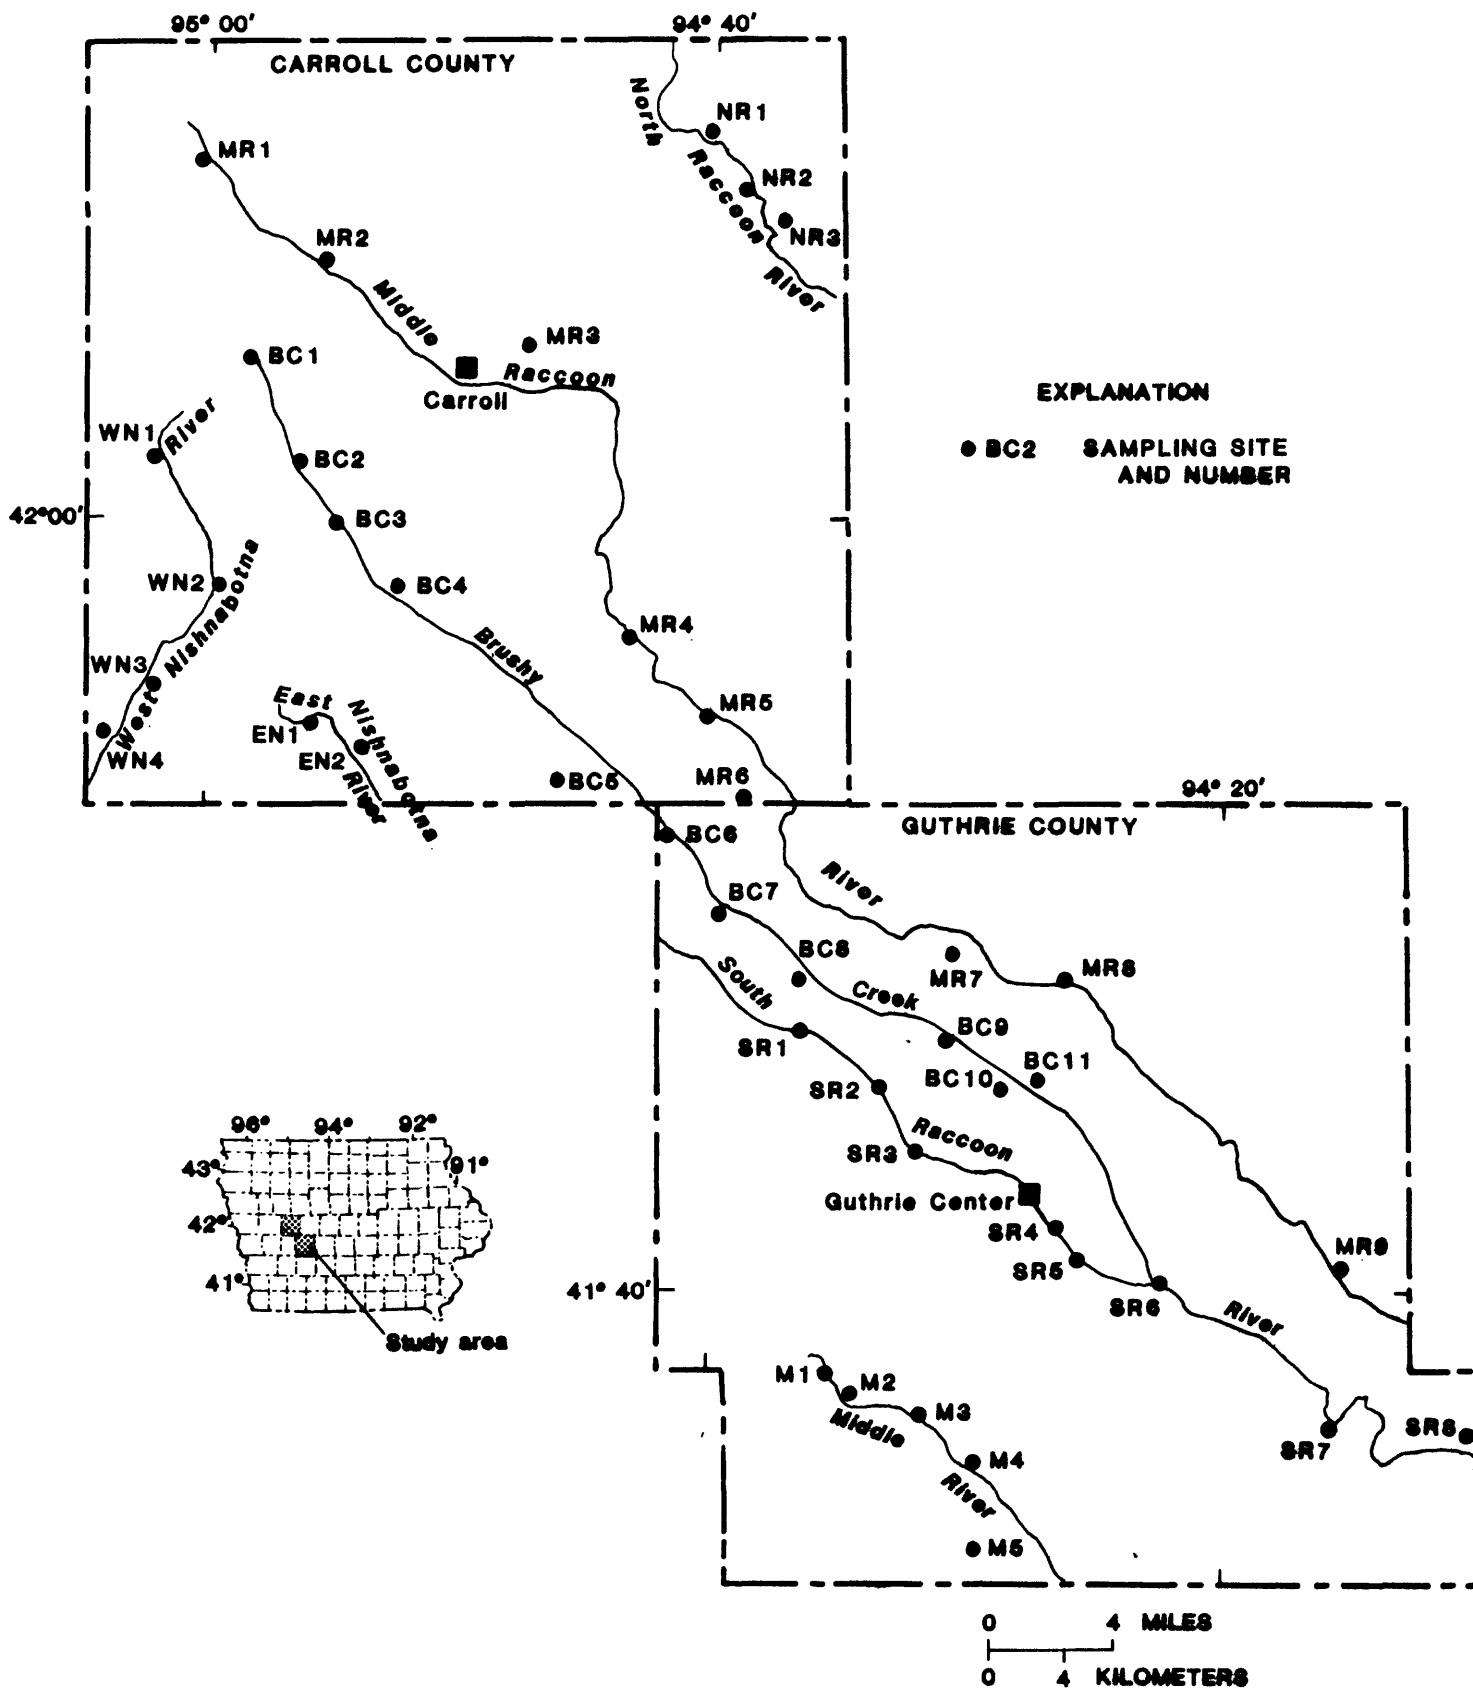 95° 00'
94° 40'
CARROLL COUNTY
North
Raccoon
River
NR1
NR2
NR3
MR1
MR2
Middle
MR3
Raccoon
Carroll
BC1
WN1
River
BC2
42°00'
BC3
WN2
BC4
West Nishnabotna
Brushy
MR4
WN3
East Nishnabotna
River
MR5
EN1
EN2
WN4
BC5
MR6
EXPLANATION
BC2 SAMPLING SITE
AND NUMBER
94° 20'
GUTHRIE COUNTY
BC6
River
BC7
BC8
MR7
MR8
South
Creek
SR1
BC9
BC11
BC10
SR2
Raccoon
SR3
Guthrie Center
SR4
SR5
MR9
41° 40'
SR6
River
96° 94° 92°
43° 91°
42°
41°
Study area
M1
M2
M3
Middle
M4
River
M5
SR7
SR8
0 4 MILES
0 4 KILOMETERS